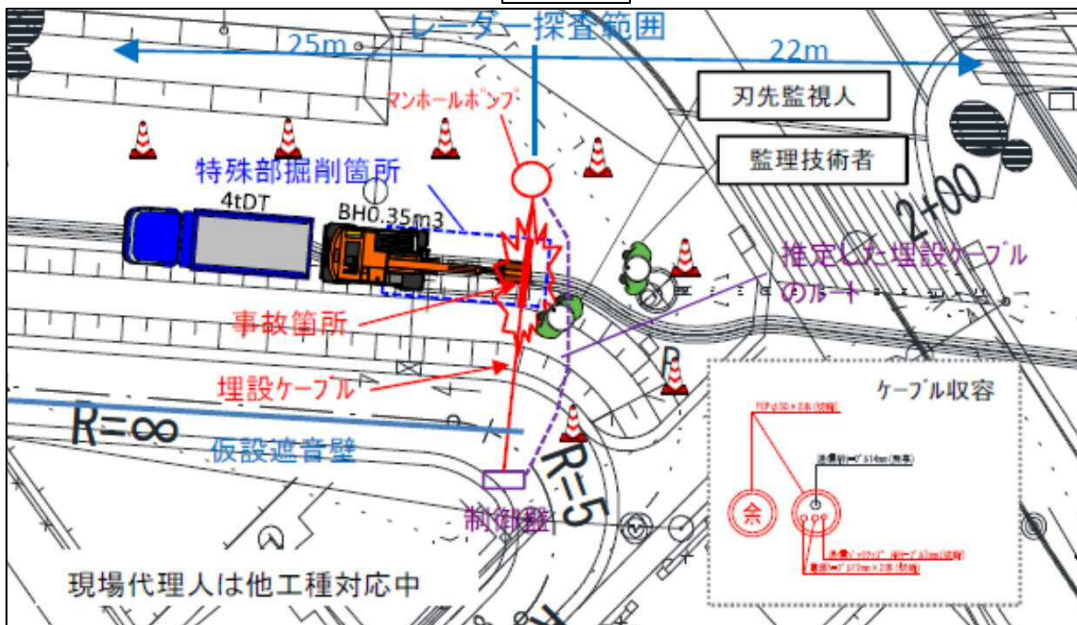 レーダー探査範囲
25m
22m
マンホールポンプ
刃先監視人
監理技術者
特殊部掘削箇所
4tDT
BH0.35m3
2+00
推定した埋設ケーブル
のルート
事故箇所
埋設ケーブル
R=∞
仮設遮音壁
R=5
制御盤
ケーブル収容
現場代理人は他工種対応中